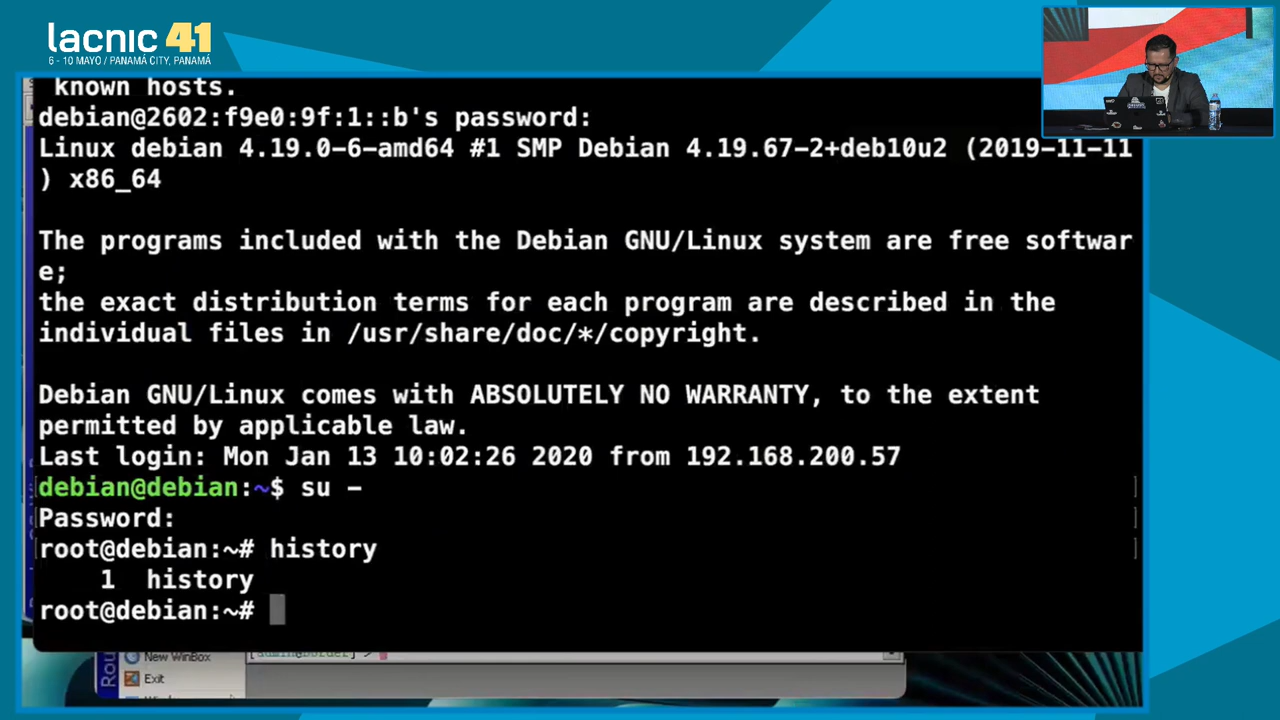 lacnic 41
6 - 10 MAYO / PANAMÁ CITY, PANAMÁ
known hosts.
debian@2602:f9e0:9f:1::b's password:
Linux debian 4.19.0-6-amd64 #1 SMP Debian 4.19.67-2+deb10u2 (2019-11-11
) x86_64
The programs included with the Debian GNU/Linux system are free softwar
e;
the exact distribution terms for each program are described in the
individual files in /usr/share/doc/*/copyright.
Debian GNU/Linux comes with ABSOLUTELY NO WARRANTY, to the extent
permitted by applicable law.
Last login: Mon Jan 13 10:02:26 2020 from 192.168.200.57
debian@debian:~$ su -
Password:
root@debian:~# history
1 history
root@debian:~#
New WinBox
Exit